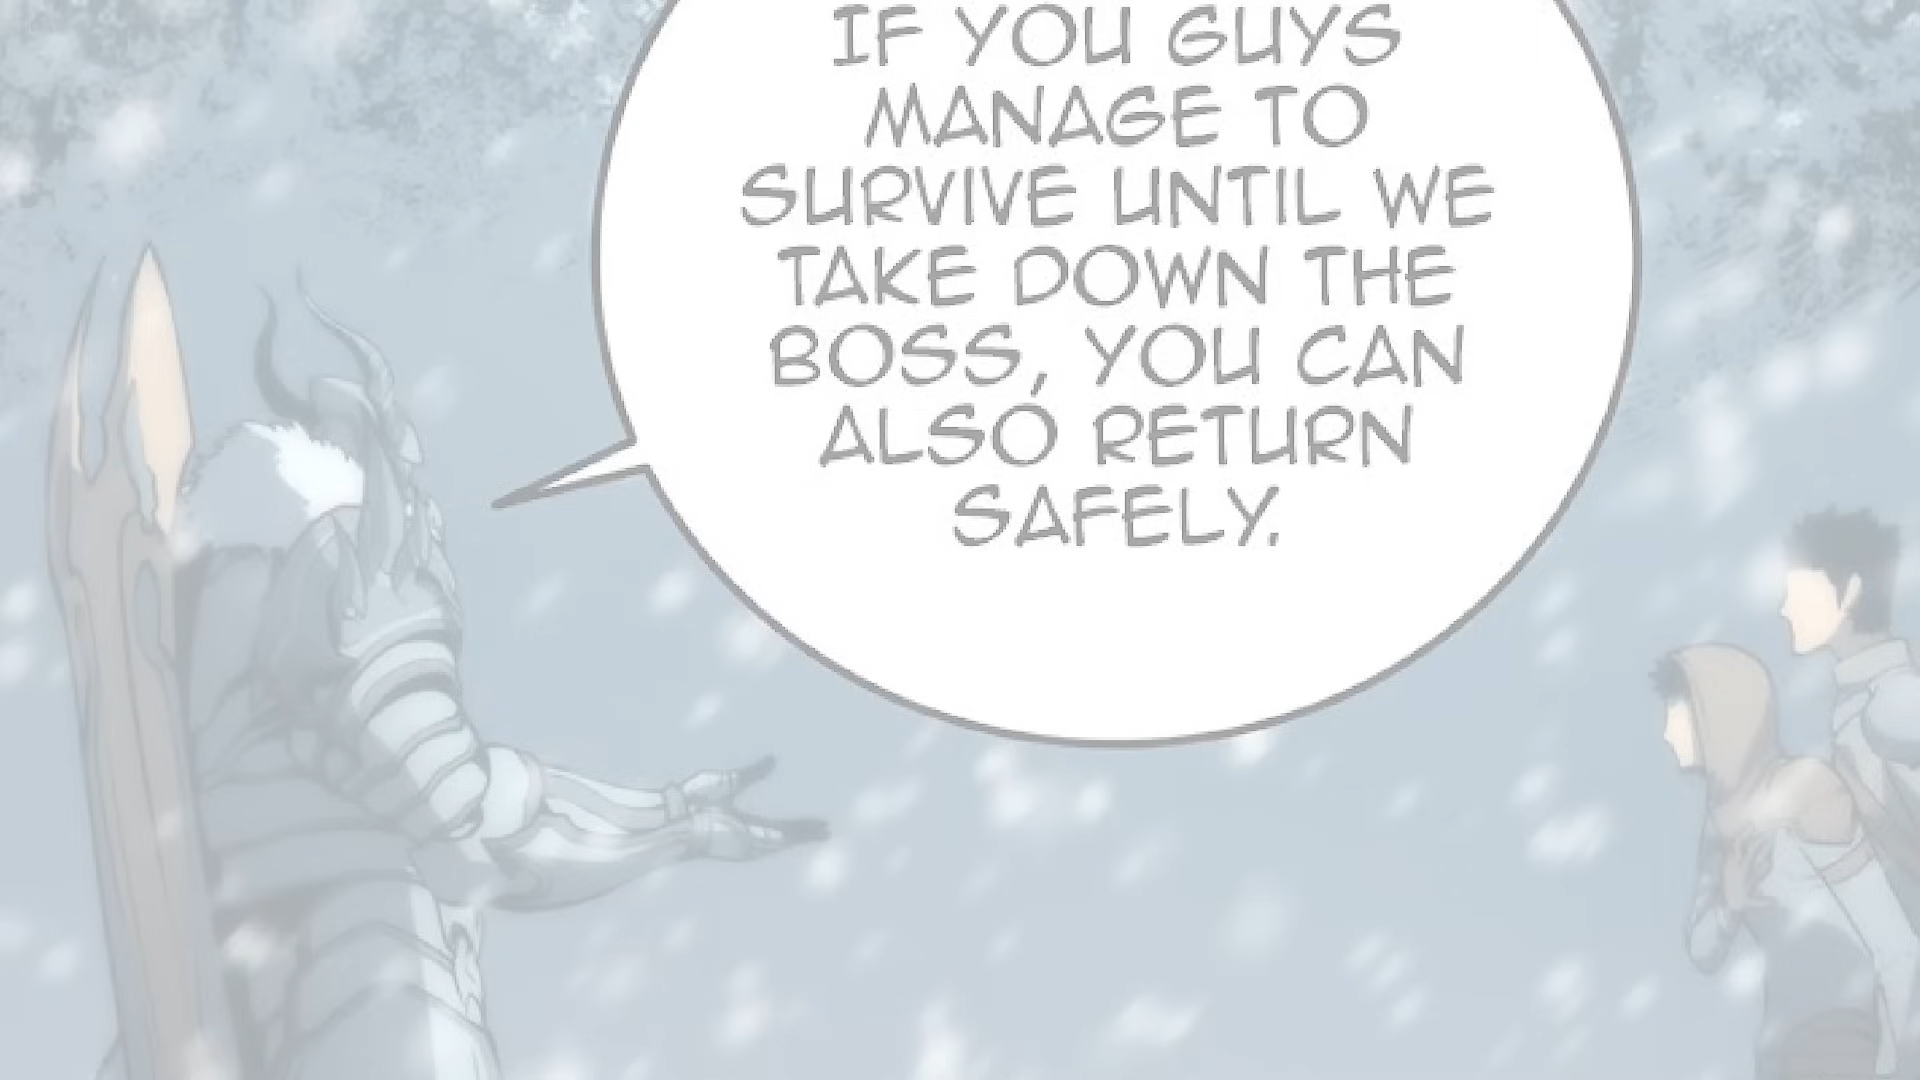 IF YOU GUYS
MANAGE TO
SURVIVE UNTIL WE
TAKE DOWN THE
BOSS, YOU CAN
ALSO RETURN
SAFELY.